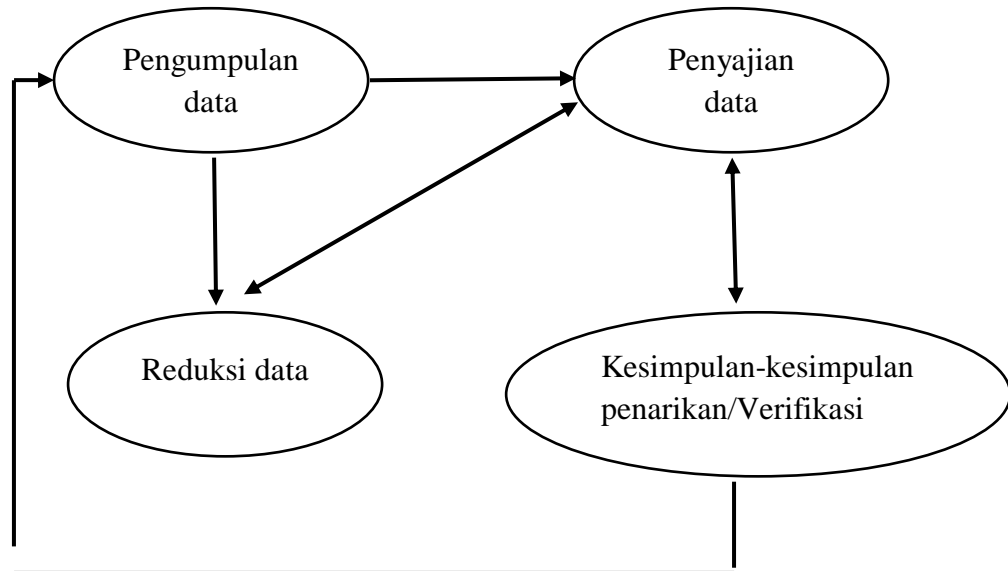 Pengumpulan
data
Penyajian
data
Reduksi data
Kesimpulan-kesimpulan
penarikan/Verifikasi